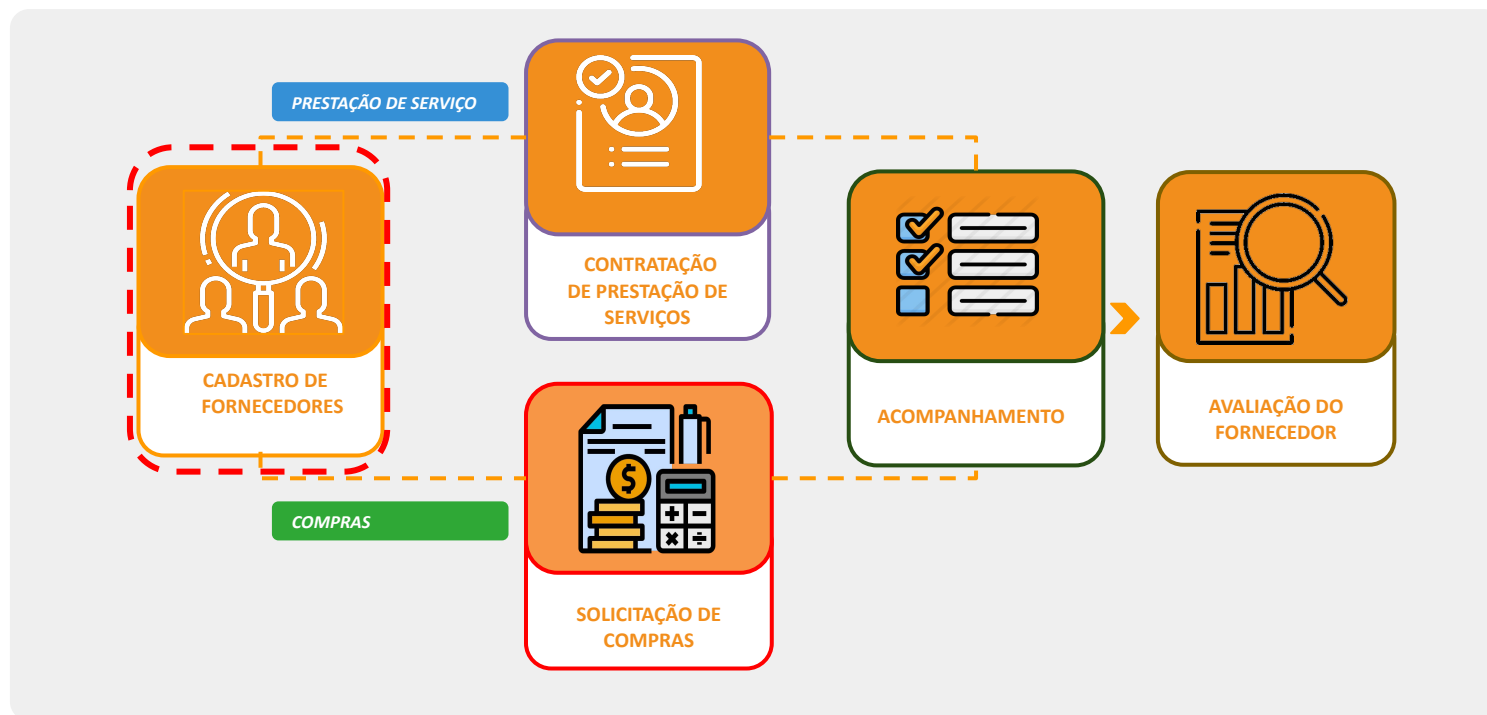 PRESTAÇÃO DE SERVIÇO
CONTRATAÇÃO
DE PRESTAÇÃO DE
SERVIÇOS
CADASTRO DE
FORNECEDORES
ACOMPANHAMENTO
AVALIAÇÃO DO
FORNECEDOR
COMPRAS
SOLICITAÇÃO DE
COMPRAS